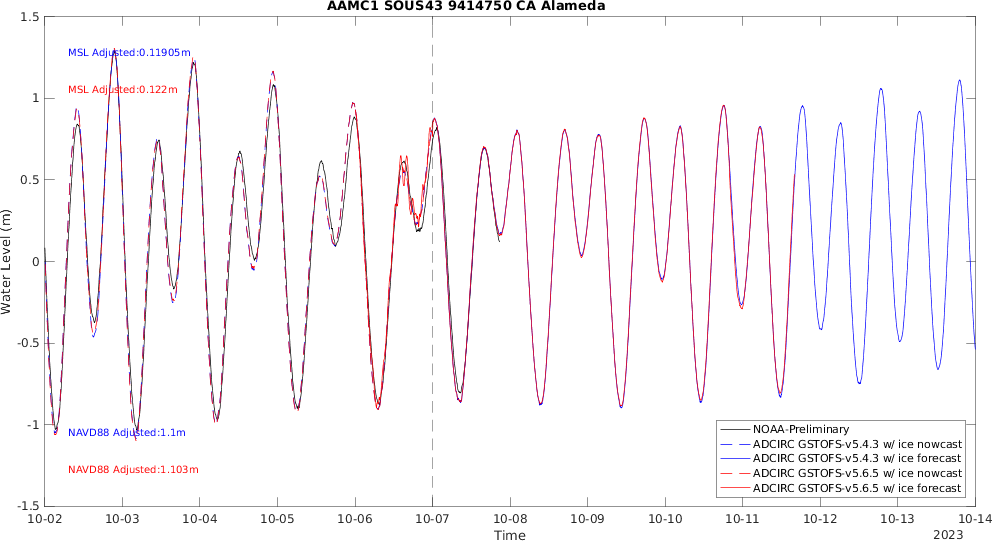 AAMC1 SOUS43 9414750 CA Alameda
1.5
1
0.5
0
-0.5
-1
-1.5
Water Level (m)
MSL Adjusted:0.11905m
MSL Adjusted:0.122m
NAVD88 Adjusted:1.1m
NAVD88 Adjusted:1.103m
NOAA-Preliminary
ADCIRC GSTOFS-v5.4.3 w/ ice nowcast
ADCIRC GSTOFS-v5.4.3 w/ ice forecast
ADCIRC GSTOFS-v5.6.5 w/ ice nowcast
ADCIRC GSTOFS-v5.6.5 w/ ice forecast
10-02 10-03 10-04 10-05 10-06 10-07 10-08 10-09 10-10 10-11 10-12 10-13 10-14
Time
2023